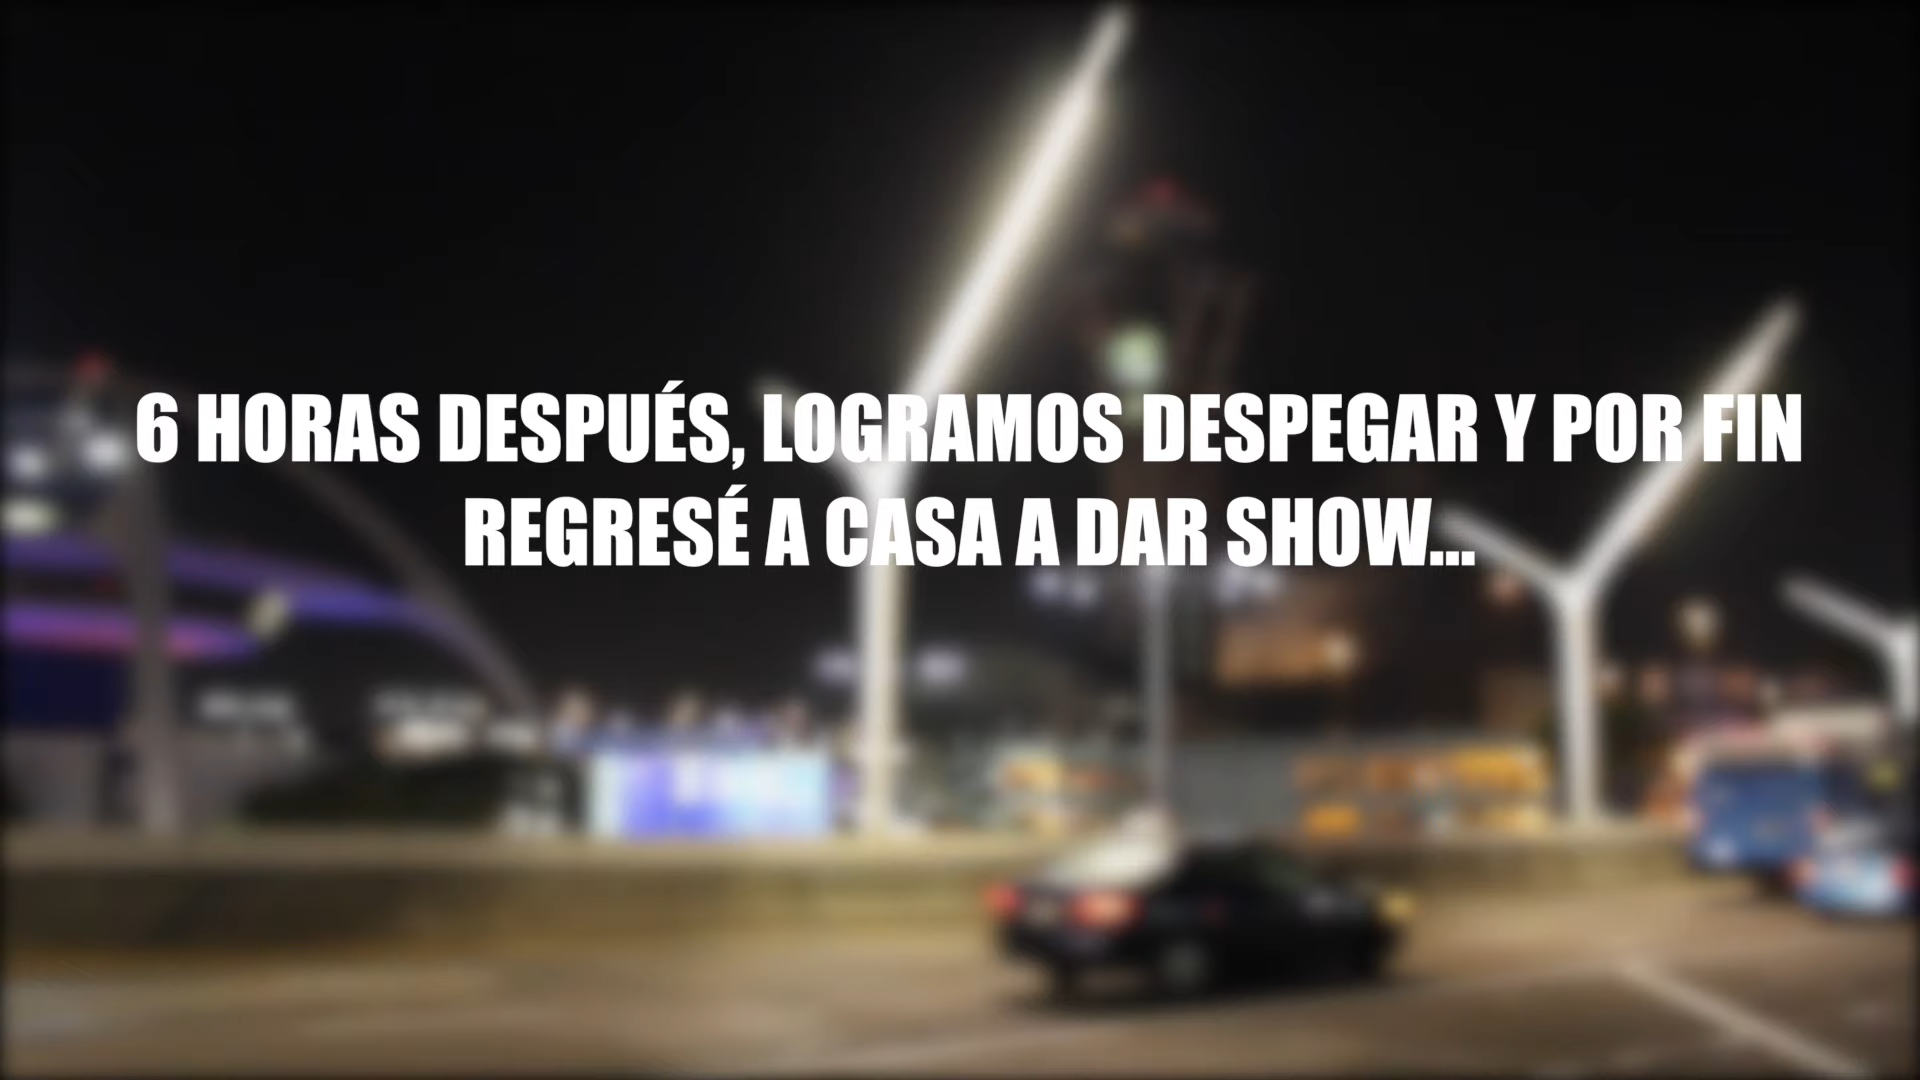 6 HORAS DESPUÉS, LOGRAMOS DESPEGAR Y POR FIN
REGRESÉ A CASA A DAR SHOW...